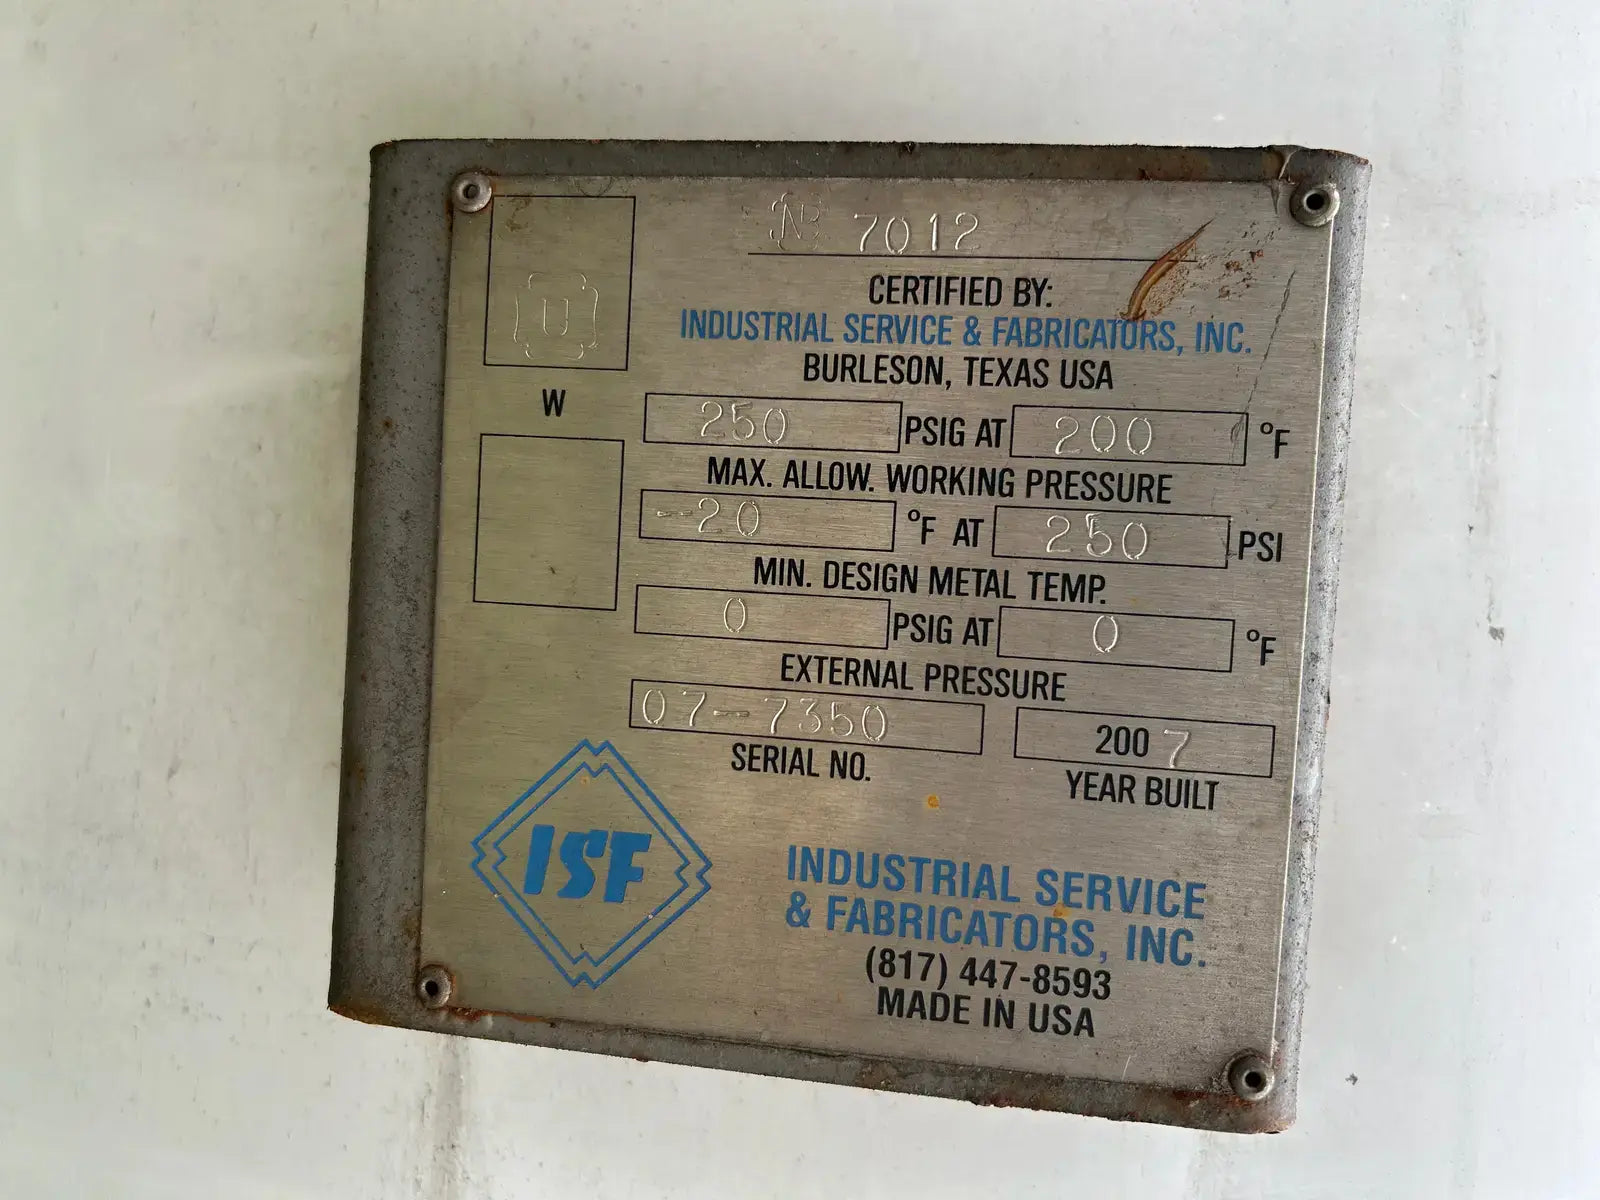 NB 7012
CERTIFIED BY:
INDUSTRIAL SERVICE & FABRICATORS, INC.
BURLESON, TEXAS USA
U
W
250 PSIG AT 200 °F
MAX. ALLOW. WORKING PRESSURE
-20 °F AT 250 PSI
MIN. DESIGN METAL TEMP.
0 PSIG AT 0 °F
EXTERNAL PRESSURE
07-7350
SERIAL NO.
2007
YEAR BUILT
ISF
INDUSTRIAL SERVICE
& FABRICATORS, INC.
(817) 447-8593
MADE IN USA